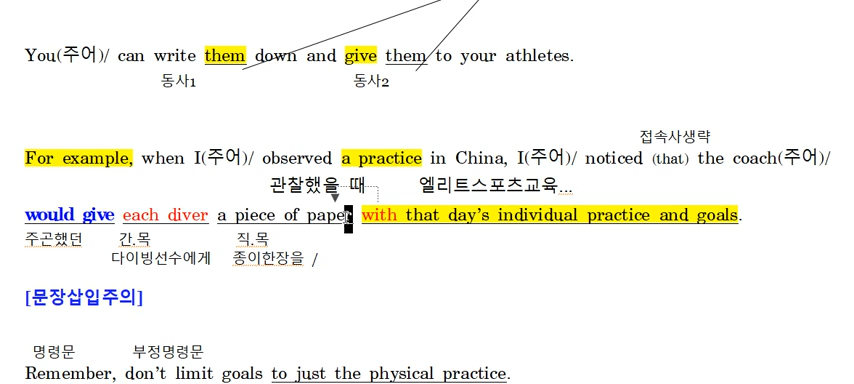 You(주어)/ can write them down and give them to your athletes.
동사1 동사2
접속사생략
For example, when I(주어)/ observed a practice in China, I(주어)/ noticed (that) the coach(주어)/
관찰했을 때 엘리트스포츠교육...
would give each diver a piece of paper with that day's individual practice and goals.
주곤했던 간.목 직.목
다이빙선수에게 종이한장을 /
[문장삽입주의]
명령문 부정명령문
Remember, don't limit goals to just the physical practice.